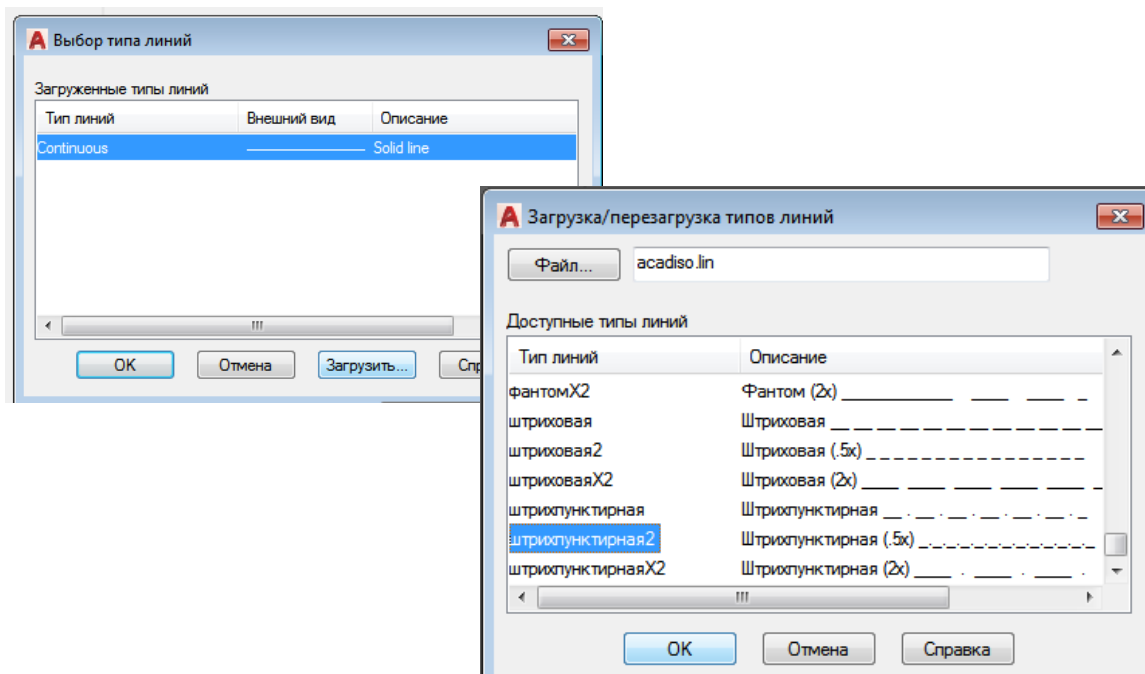 Выбор типа линий
Загруженные типы линий
Тип линий Внешний вид Описание
Continuous Solid line
OK Отмена Загрузить...
Загрузка/перезагрузка типов линий
Файл... acadiso.lin
Доступные типы линий
Тип линий Описание
фантомX2 Фантом (2x)
штриховая Штриховая
штриховая2 Штриховая (.5x)
штриховаяX2 Штриховая (2x)
штрихпунктирная Штрихпунктирная
штрихпунктирная2 Штрихпунктирная (.5x)
штрихпунктирнаяX2 Штрихпунктирная (2x)
OK Отмена Справка